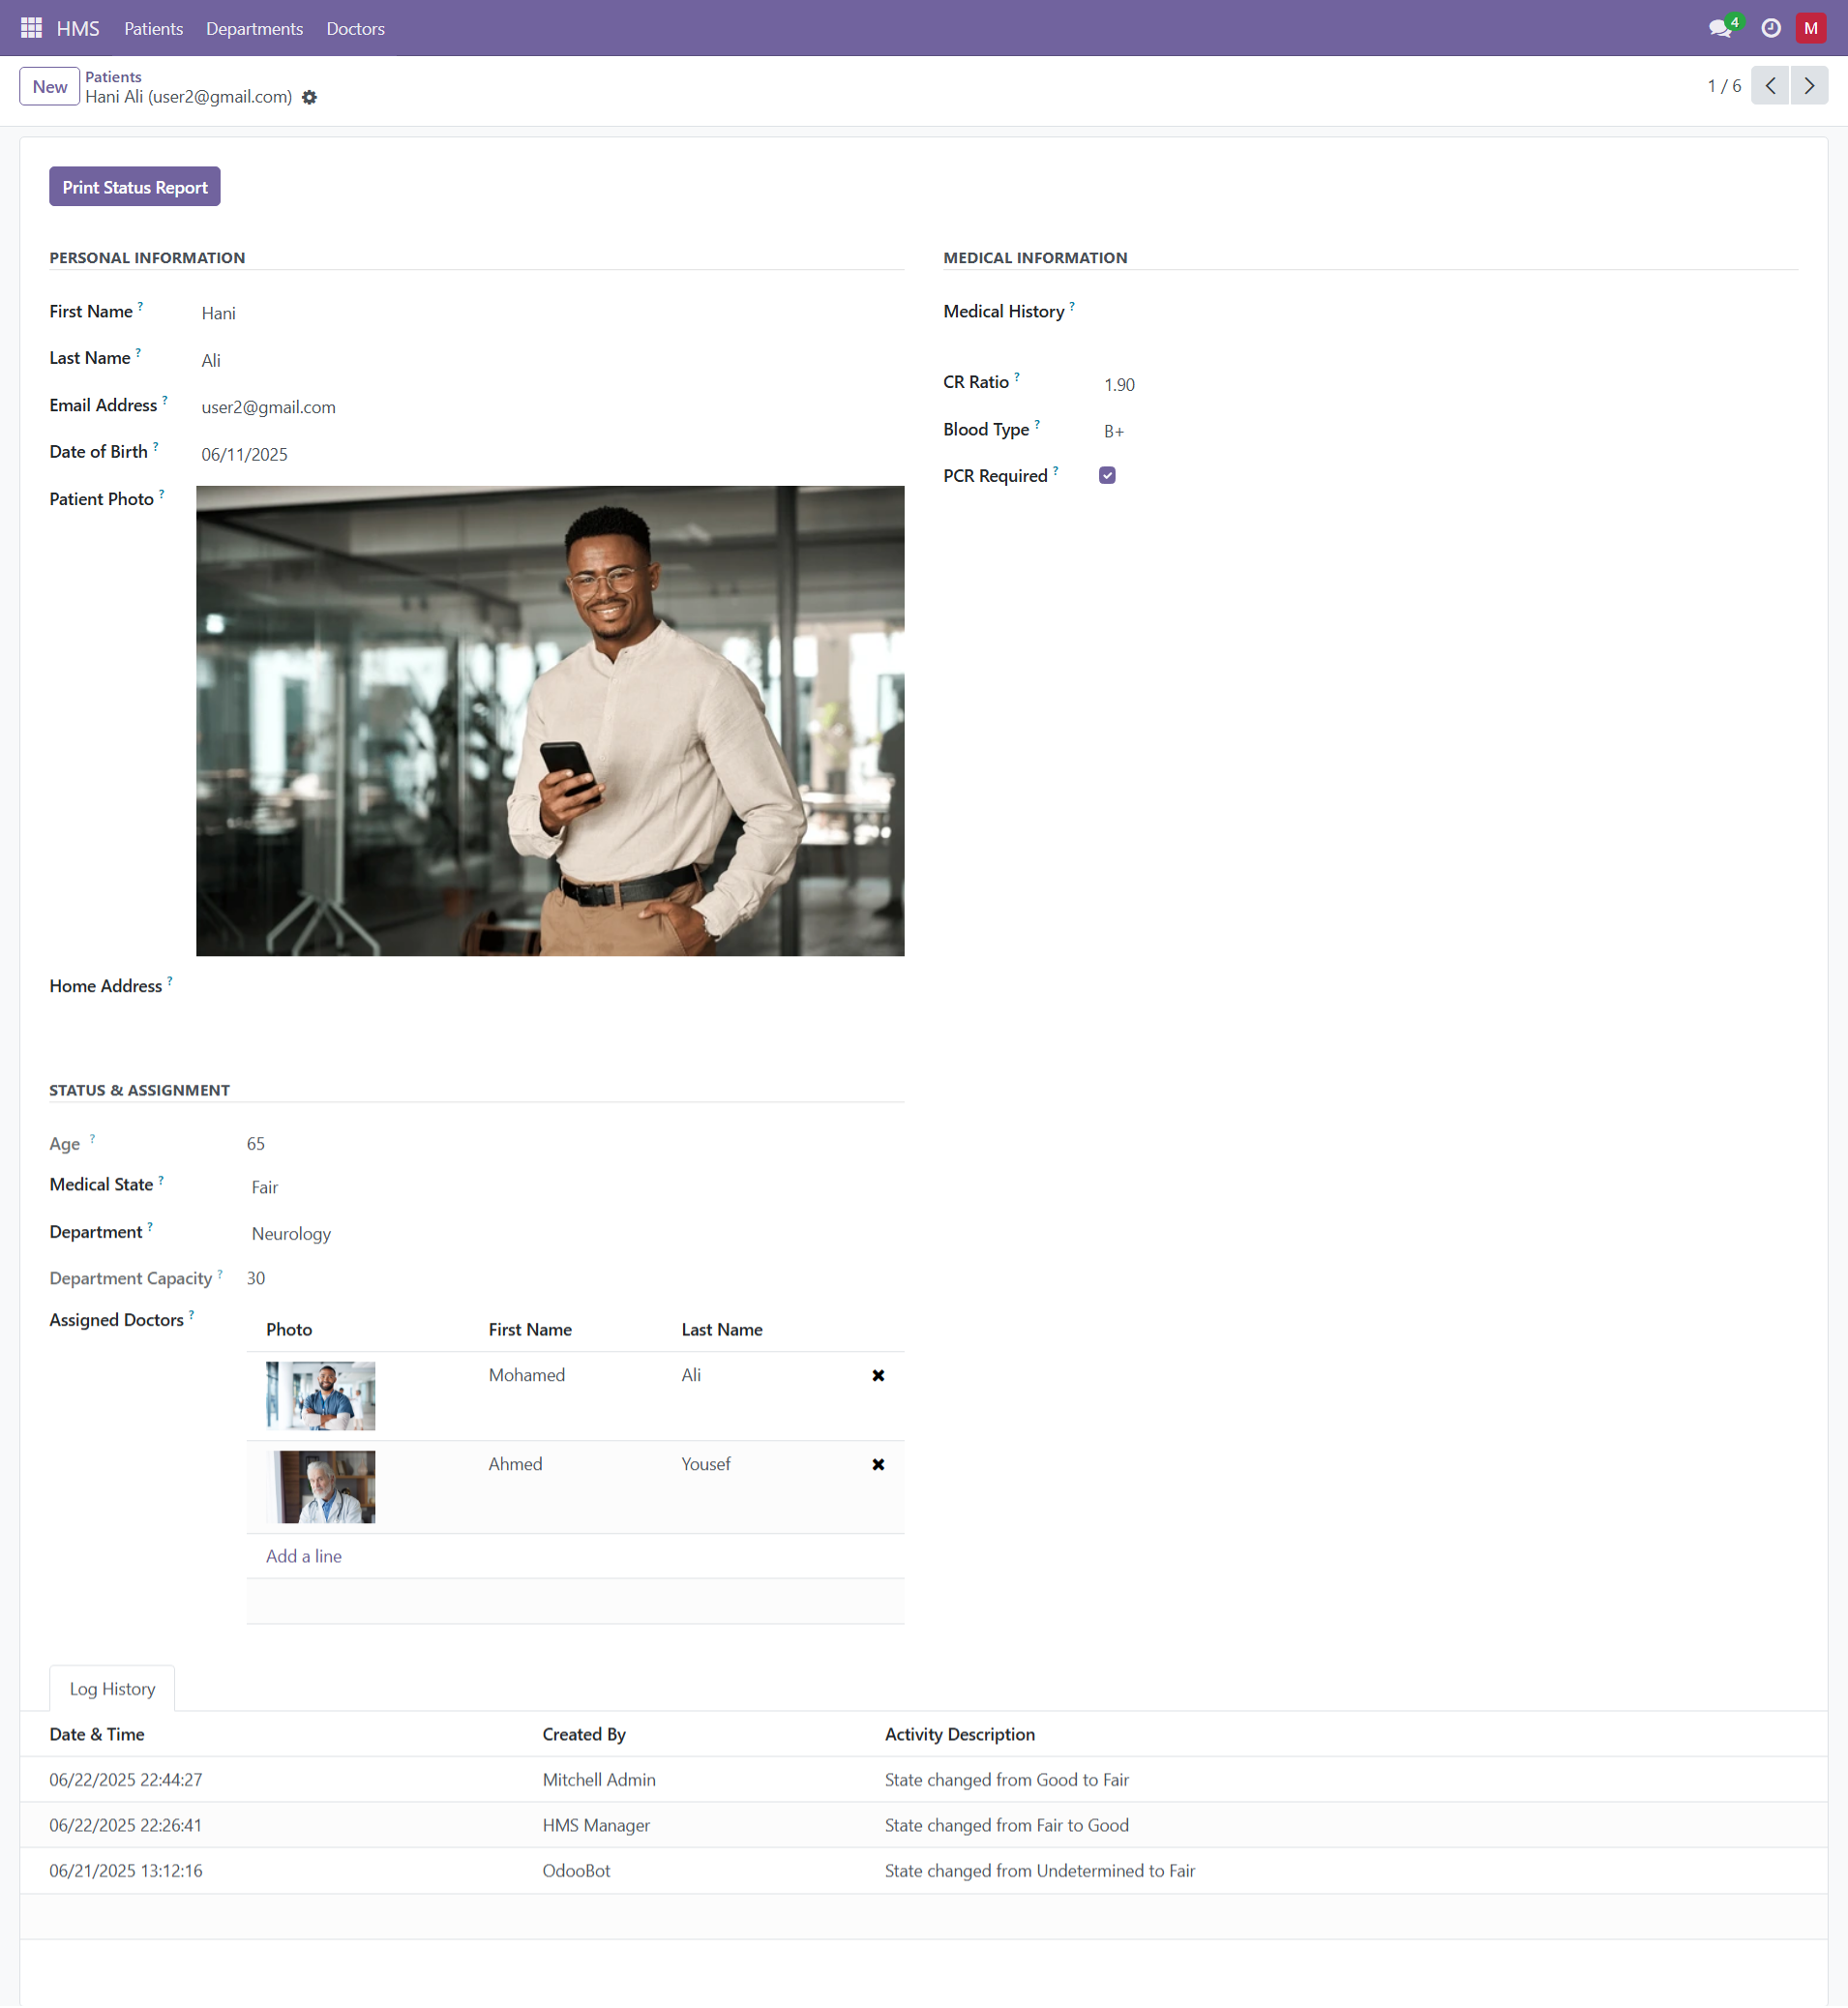 HMS Patients Departments Doctors 4 M
New
Patients
Hani Ali (user2@gmail.com)
1 / 6
Print Status Report
PERSONAL INFORMATION
First Name ? Hani
Last Name ? Ali
Email Address ? user2@gmail.com
Date of Birth ? 06/11/2025
Patient Photo ?
Home Address ?
MEDICAL INFORMATION
Medical History ?
CR Ratio ? 1.90
Blood Type ? B+
PCR Required ?
STATUS & ASSIGNMENT
Age ? 65
Medical State ? Fair
Department ? Neurology
Department Capacity ? 30
Assigned Doctors ?
Photo First Name Last Name
Mohamed Ali
Ahmed Yousef
Add a line
Log History
Date & Time Created By Activity Description
06/22/2025 22:44:27 Mitchell Admin State changed from Good to Fair
06/22/2025 22:26:41 HMS Manager State changed from Fair to Good
06/21/2025 13:12:16 OdooBot State changed from Undetermined to Fair